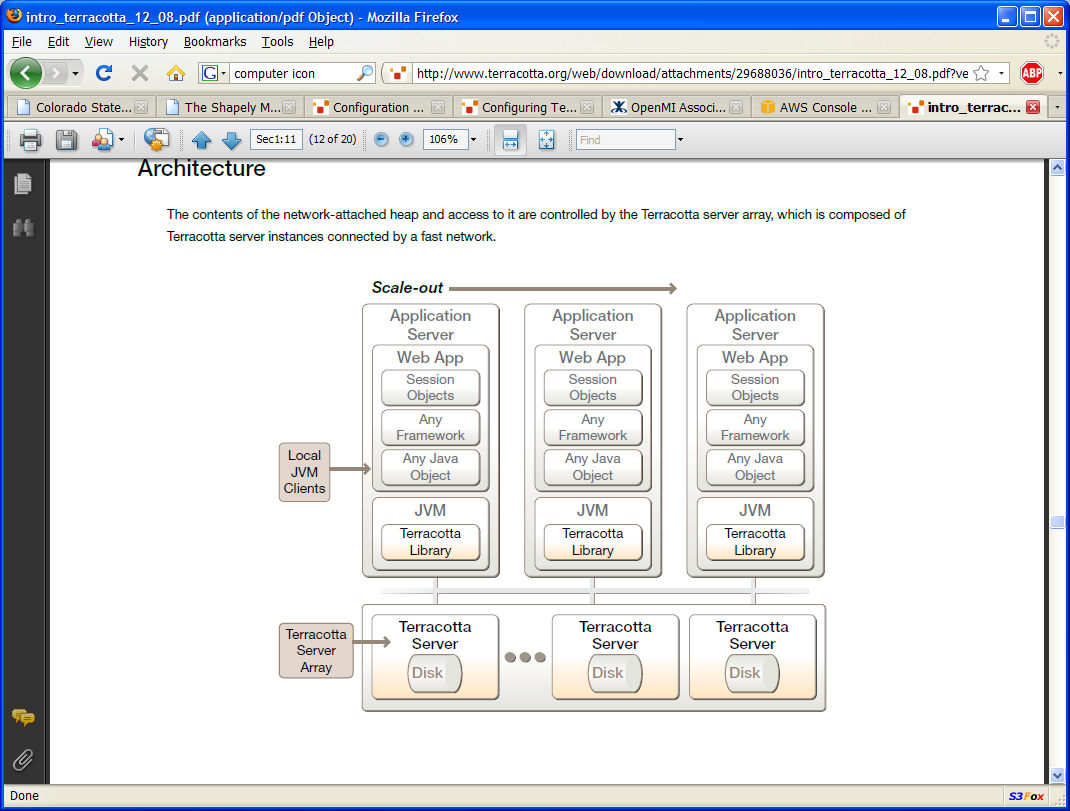 intro_terracotta_12_08.pdf (application/pdf Object) - Mozilla Firefox
File Edit View History Bookmarks Tools Help
G computer icon http://www.terracotta.org/web/download/attachments/29688036/intro_terracotta_12_08.pdf?ve ABP
Colorado State... The Shapely M... Configuration ... Configuring Te... OpenMI Associ... AWS Console ... intro_terrac...
Sec1:11 (12 of 20) 106% Find
Architecture
The contents of the network-attached heap and access to it are controlled by the Terracotta server array, which is composed of
Terracotta server instances connected by a fast network.
Scale-out
Application Server
Web App
Session Objects
Any Framework
Any Java Object
JVM
Terracotta Library
Application Server
Web App
Session Objects
Any Framework
Any Java Object
JVM
Terracotta Library
Application Server
Web App
Session Objects
Any Framework
Any Java Object
JVM
Terracotta Library
Local
JVM
Clients
Terracotta
Server
Array
Terracotta Server
Disk
Terracotta Server
Disk
Terracotta Server
Disk
Done S3Fox